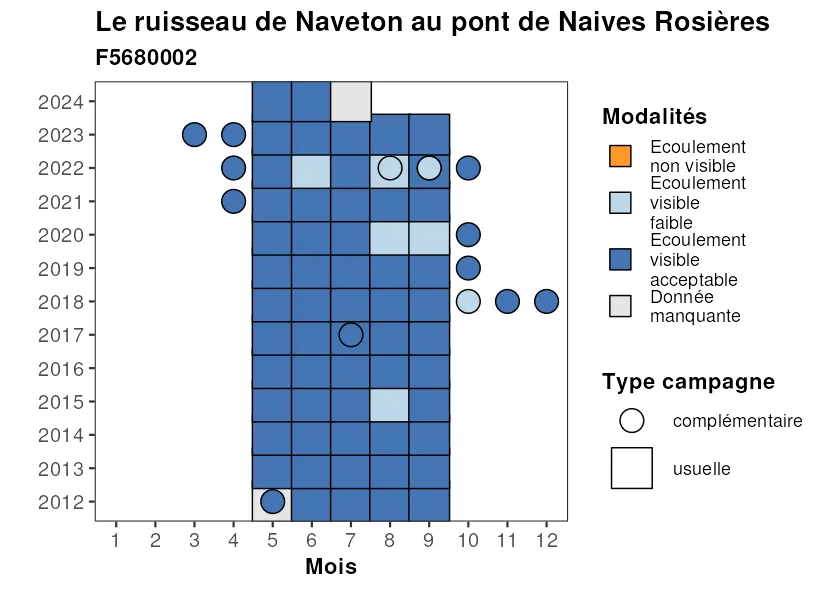 Le ruisseau de Naveton au pont de Naives Rosières
F5680002
2024
2023
2022
2021
2020
2019
2018
2017
2016
2015
2014
2013
2012
1 2 3 4 5 6 7 8 9 10 11 12
Mois
Modalités
Ecoulement
non visible
Ecoulement
visible
faible
Ecoulement
visible
acceptable
Donnée
manquante
Type campagne
complémentaire
usuelle